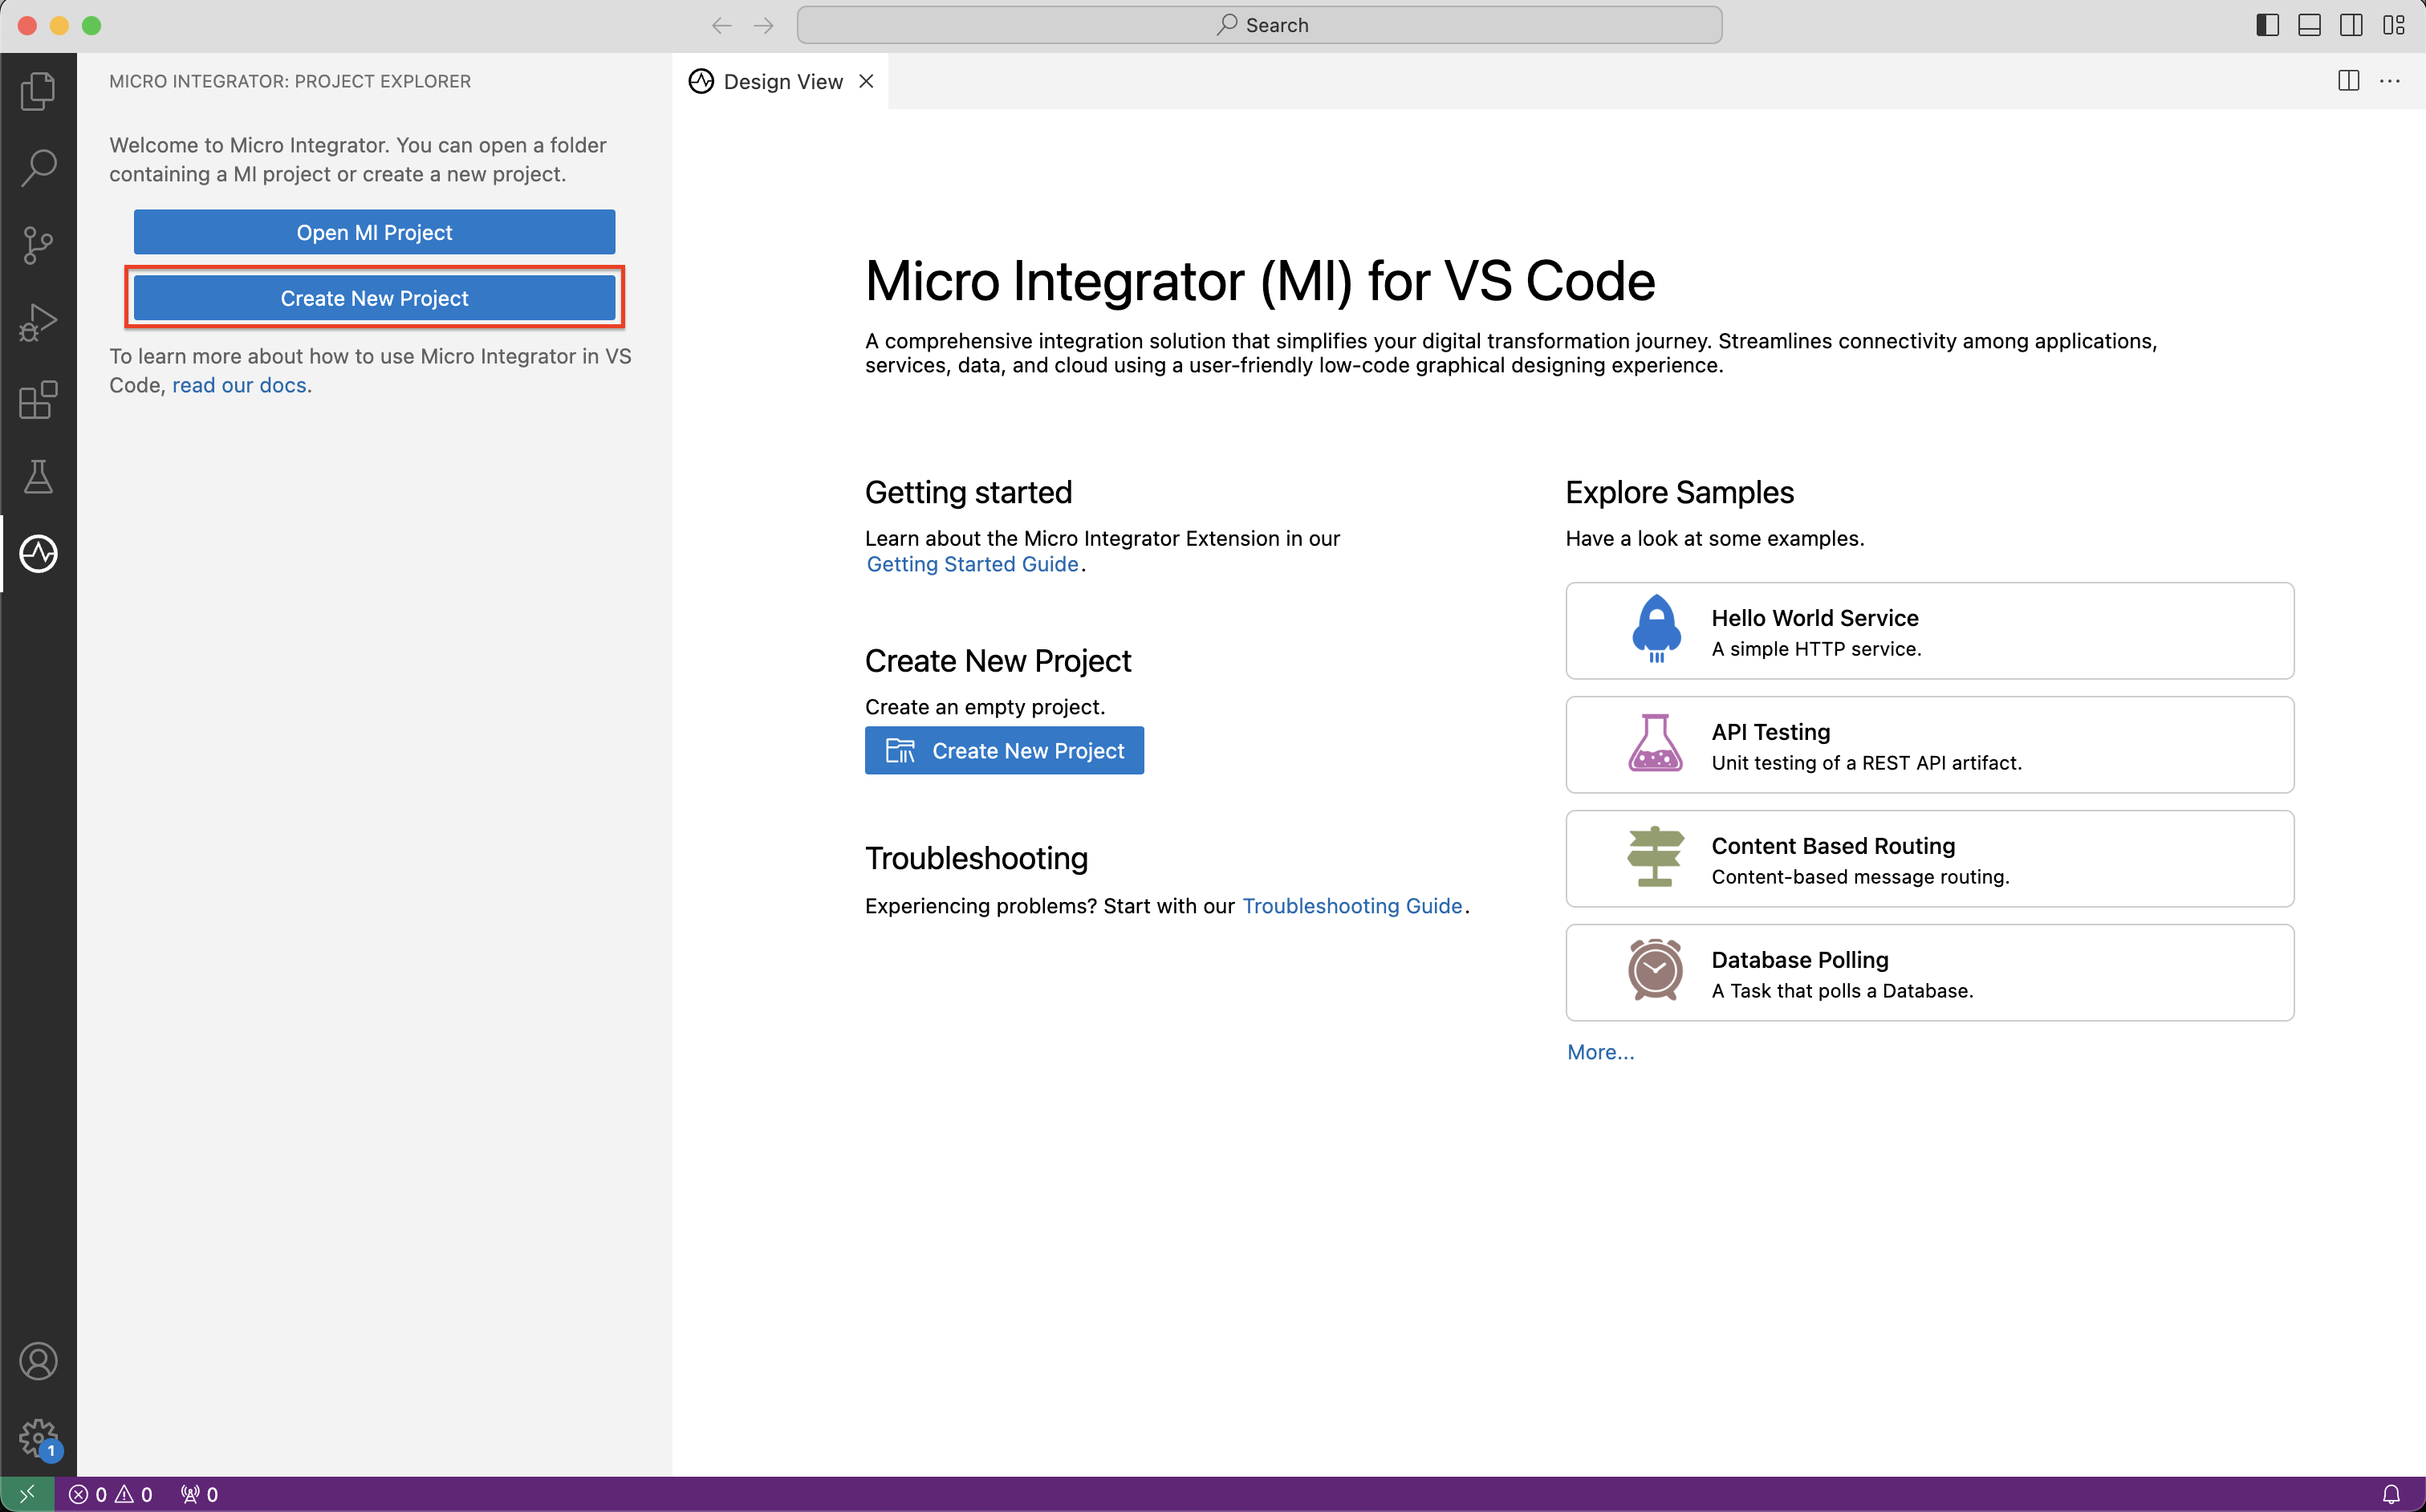 Search
MICRO INTEGRATOR: PROJECT EXPLORER
Design View
Welcome to Micro Integrator. You can open a folder
containing a MI project or create a new project.
Open MI Project
Create New Project
To learn more about how to use Micro Integrator in VS
Code, read our docs.
Micro Integrator (MI) for VS Code
A comprehensive integration solution that simplifies your digital transformation journey. Streamlines connectivity among applications,
services, data, and cloud using a user-friendly low-code graphical designing experience.
Getting started
Learn about the Micro Integrator Extension in our
Getting Started Guide.
Create New Project
Create an empty project.
Create New Project
Troubleshooting
Experiencing problems? Start with our Troubleshooting Guide.
Explore Samples
Have a look at some examples.
Hello World Service
A simple HTTP service.
API Testing
Unit testing of a REST API artifact.
Content Based Routing
Content-based message routing.
Database Polling
A Task that polls a Database.
More...
1
0 0 0